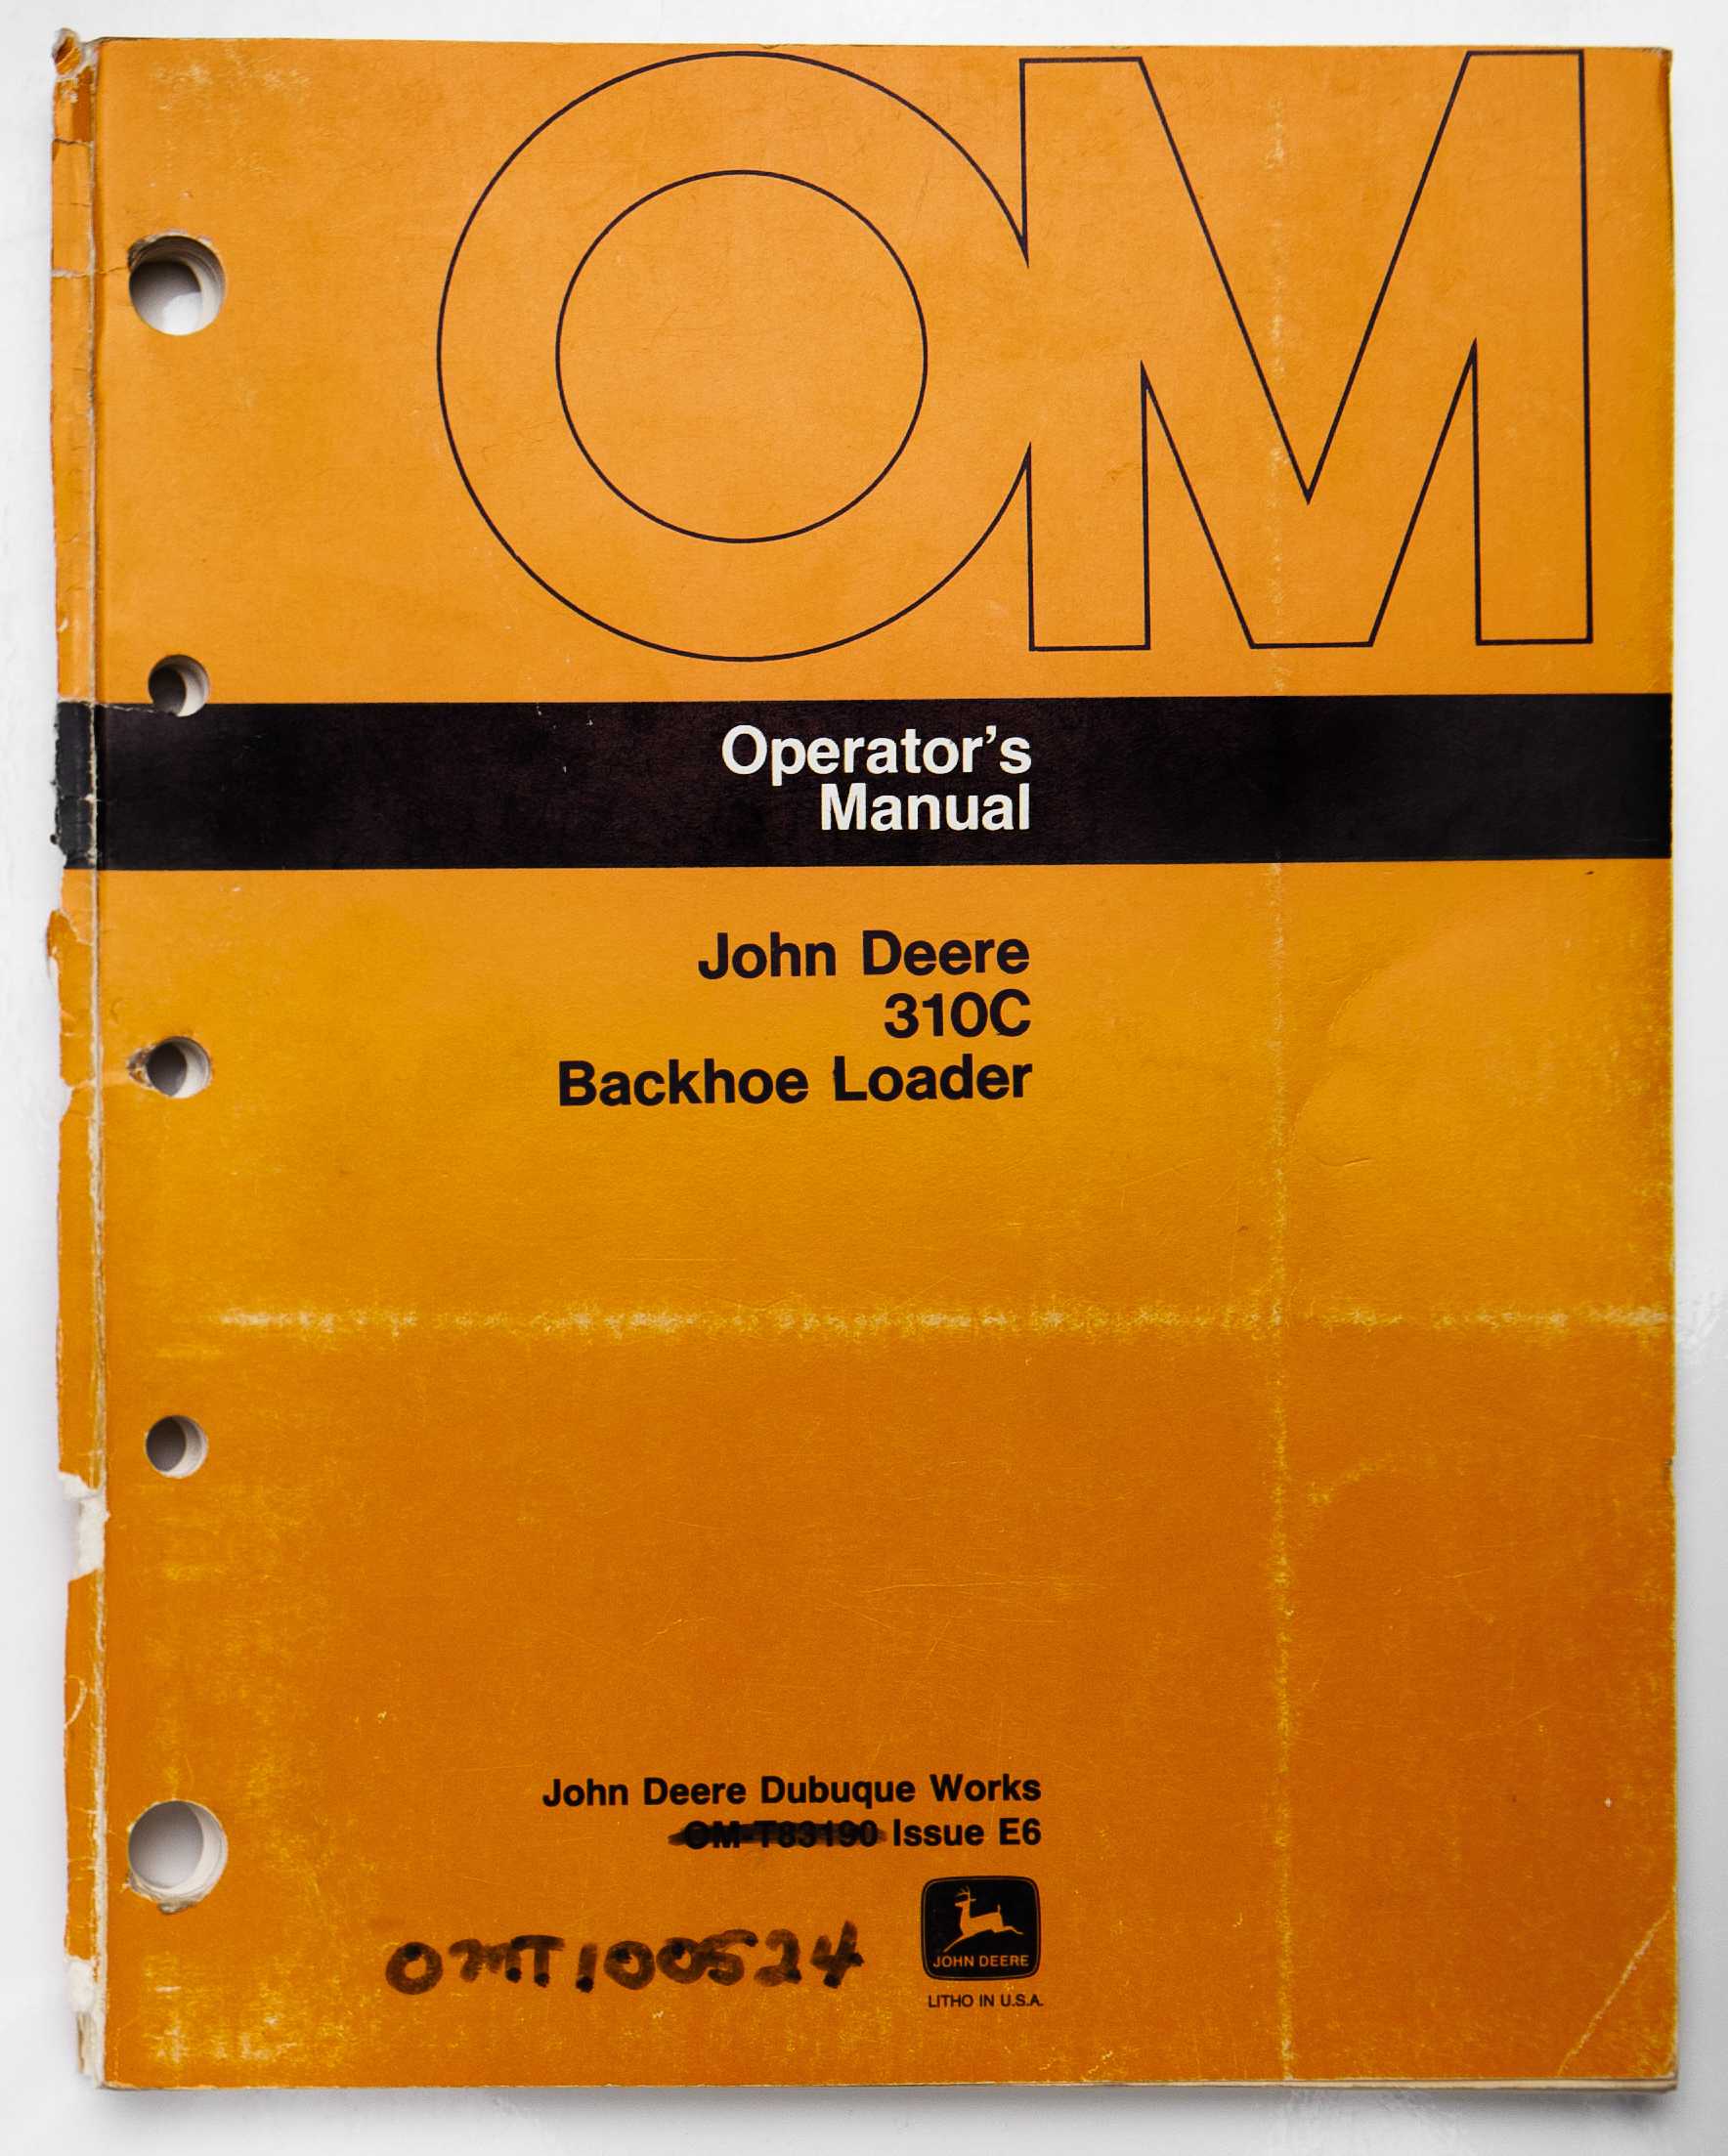 OM
Operator's
Manual
John Deere
310C
Backhoe Loader
John Deere Dubuque Works
OM-T83190 Issue E6
OMT100524
JOHN DEERE
LITHO IN U.S.A.